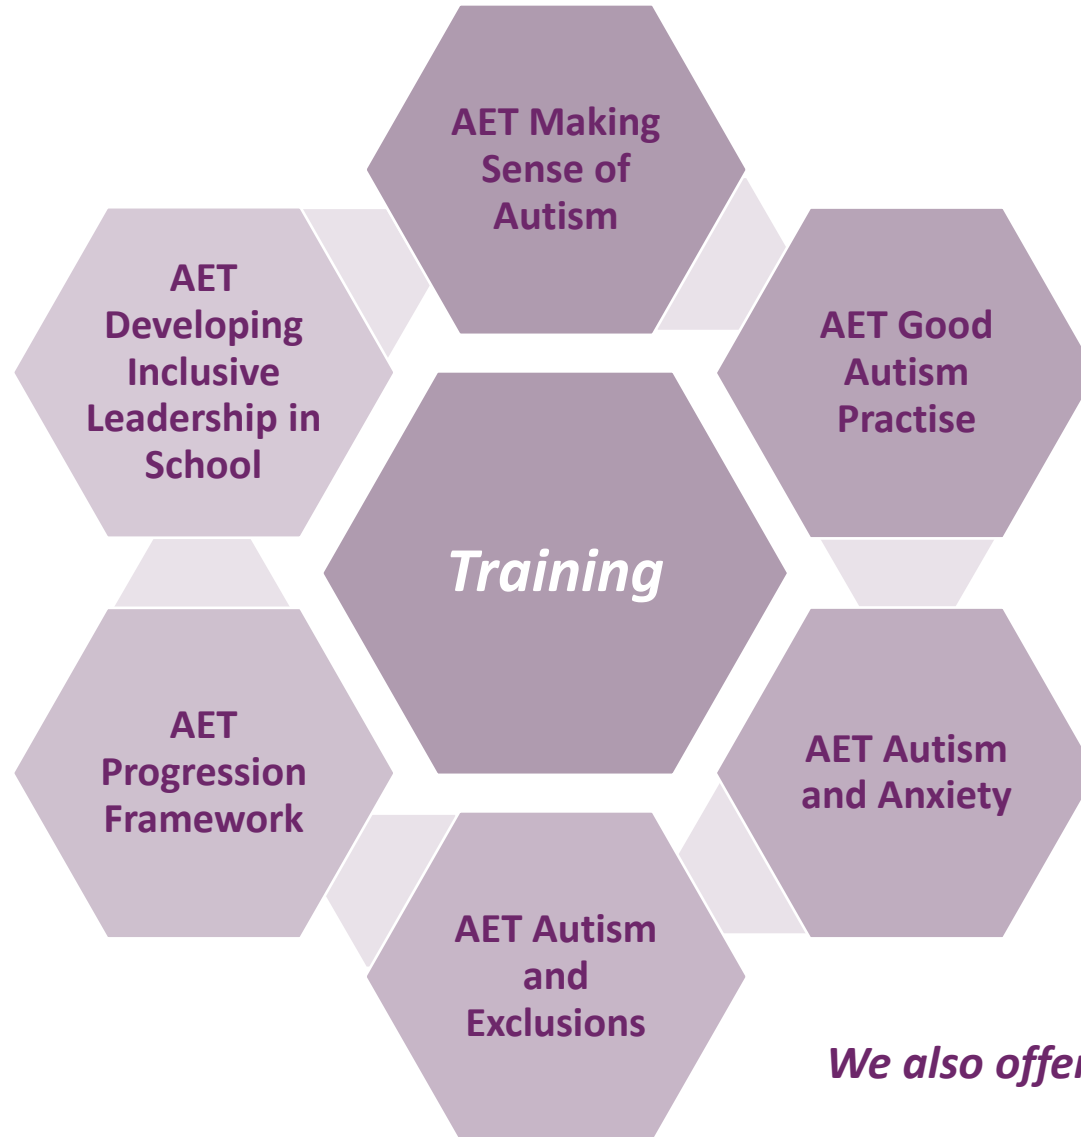 AET Making
Sense of
Autism
AET Good
Autism
Practise
AET Autism
and Anxiety
AET Autism
and
Exclusions
AET
Progression
Framework
AET
Developing
Inclusive
Leadership in
School
Training
We also offer